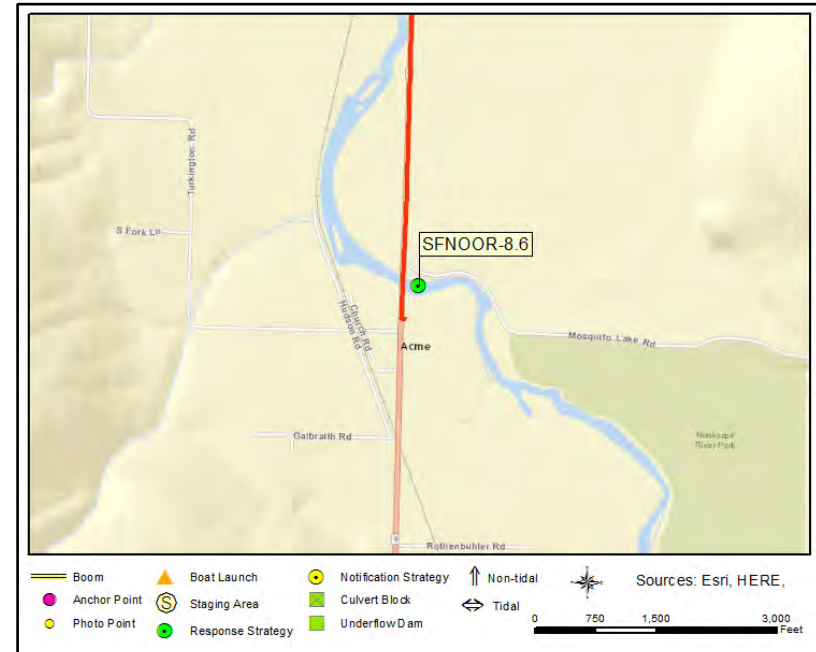 Turkington Rd
S Fork LP
SFNOOR-8.6
Church Rd
Hudson Rd
Acme
Mosquito Lake Rd
Galbraith Rd
Nooksack
River Park
9
Rothenbuhler Rd
Boom
Boat Launch
Notification Strategy
Non-tidal
Sources: Esri, HERE,
Anchor Point
S Staging Area
Culvert Block
Tidal
Photo Point
Response Strategy
Underflow Dam
0 750 1,500 3,000
Feet